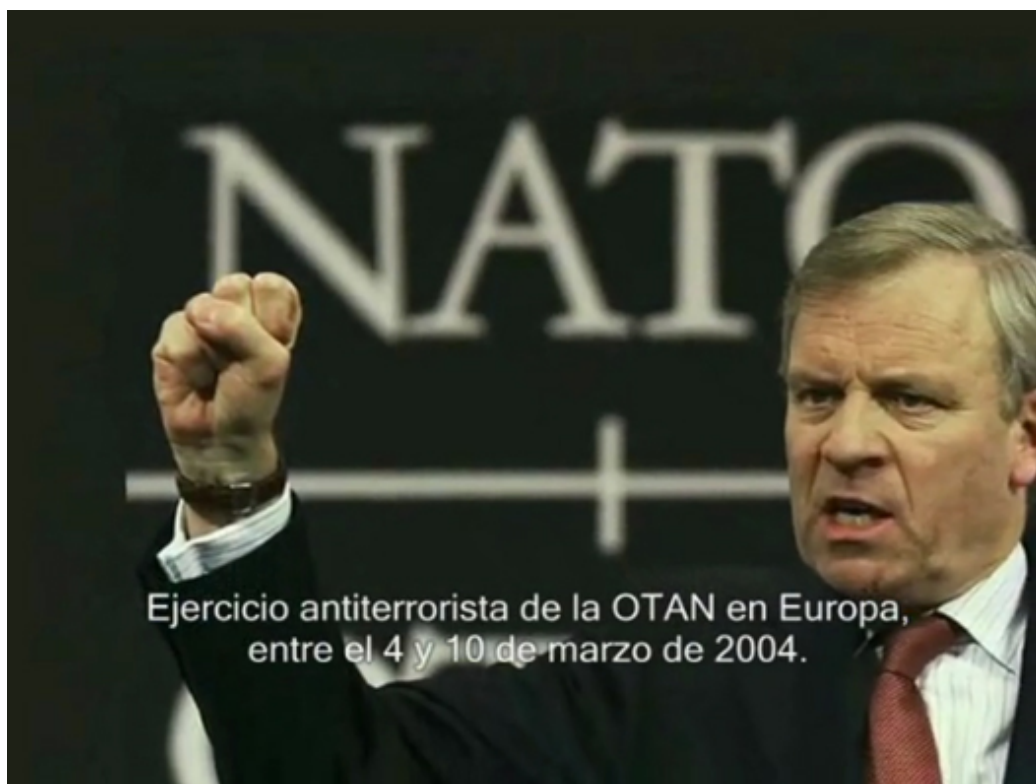 NATO
Ejercicio antiterrorista de la OTAN en Europa,
entre el 4 y 10 de marzo de 2004.